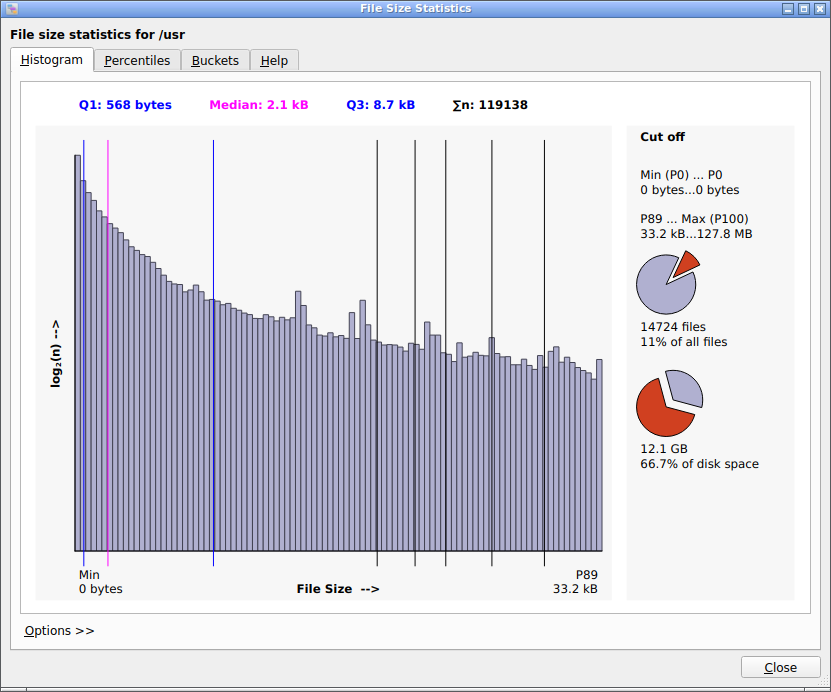 File Size Statistics
File size statistics for /usr
Histogram Percentiles Buckets Help
Q1: 568 bytes Median: 2.1 kB Q3: 8.7 kB ∑n: 119138
Cut off
Min (P0) ... P0
0 bytes...0 bytes
P89 ... Max (P100)
33.2 kB...127.8 MB
14724 files
11% of all files
12.1 GB
66.7% of disk space
log₂(n) -->
Min P89
0 bytes File Size --> 33.2 kB
Options >>
Close